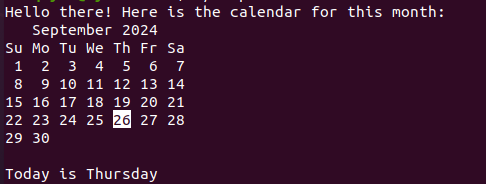 Hello there! Here is the calendar for this month:
   September 2024
Su Mo Tu We Th Fr Sa
 1  2  3  4  5  6  7
 8  9 10 11 12 13 14
15 16 17 18 19 20 21
22 23 24 25 26 27 28
29 30

Today is Thursday